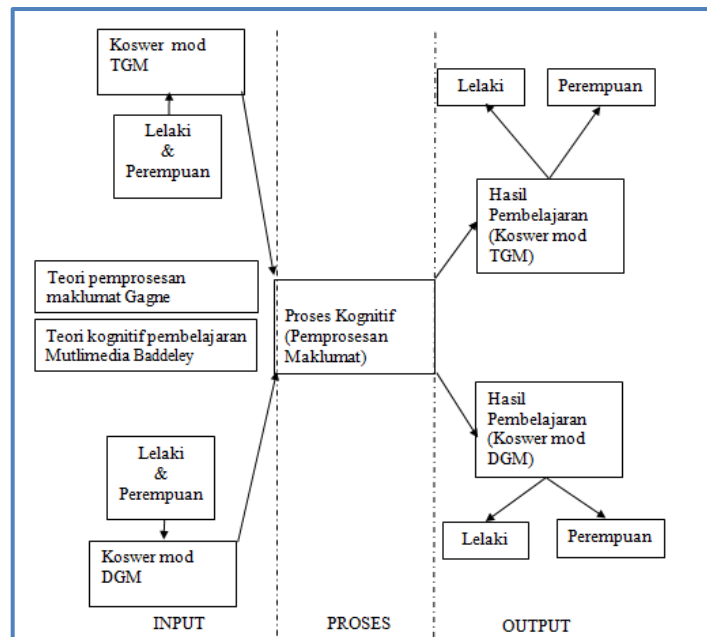 Koswer mod
TGM
Lelaki
&
Perempuan
Teori pemprosesan
maklumat Gagne
Teori kognitif pembelajaran
Mutlimedia Baddeley
Lelaki
&
Perempuan
Koswer mod
DGM
INPUT
Proses Kognitif
(Pemprosesan
Maklumat)
PROSES
Lelaki
Perempuan
Hasil
Pembelajaran
(Koswer mod
TGM)
Hasil
Pembelajaran
(Koswer mod
DGM)
Lelaki
Perempuan
OUTPUT